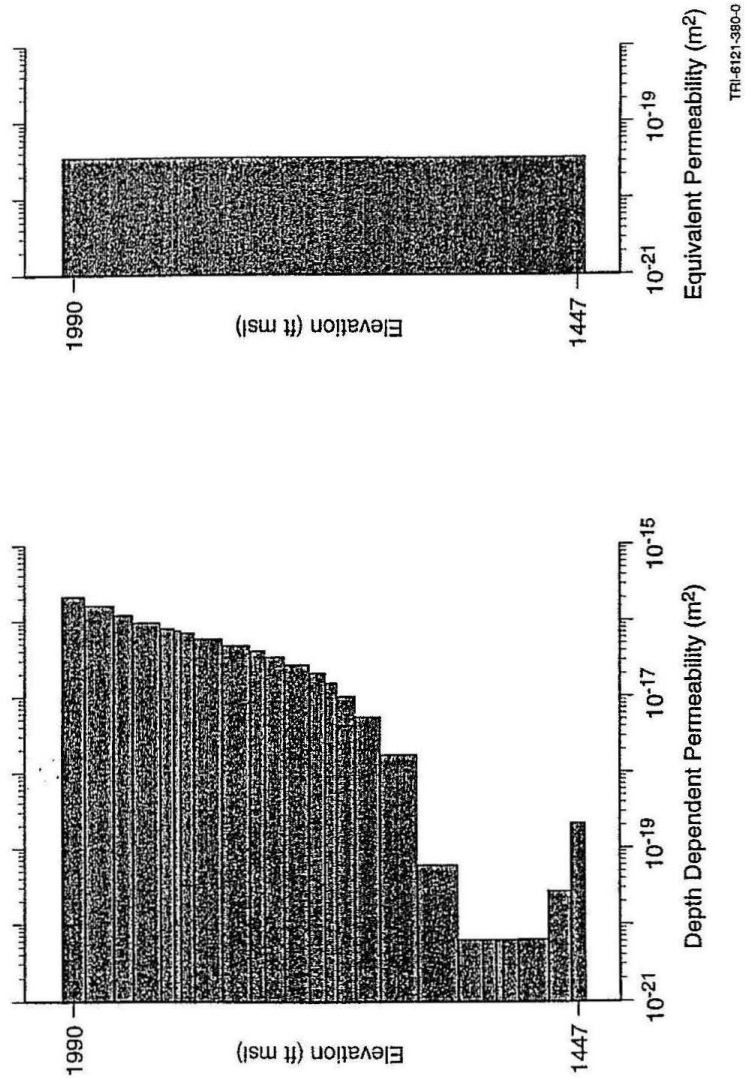 1990
Elevation (ft msl)
1447
10-21
10-19
10-17
10-15
Depth Dependent Permeability (m²)
1990
Elevation (ft msl)
1447
10-21
10-19
Equivalent Permeability (m²)
TRI-6121-380-0